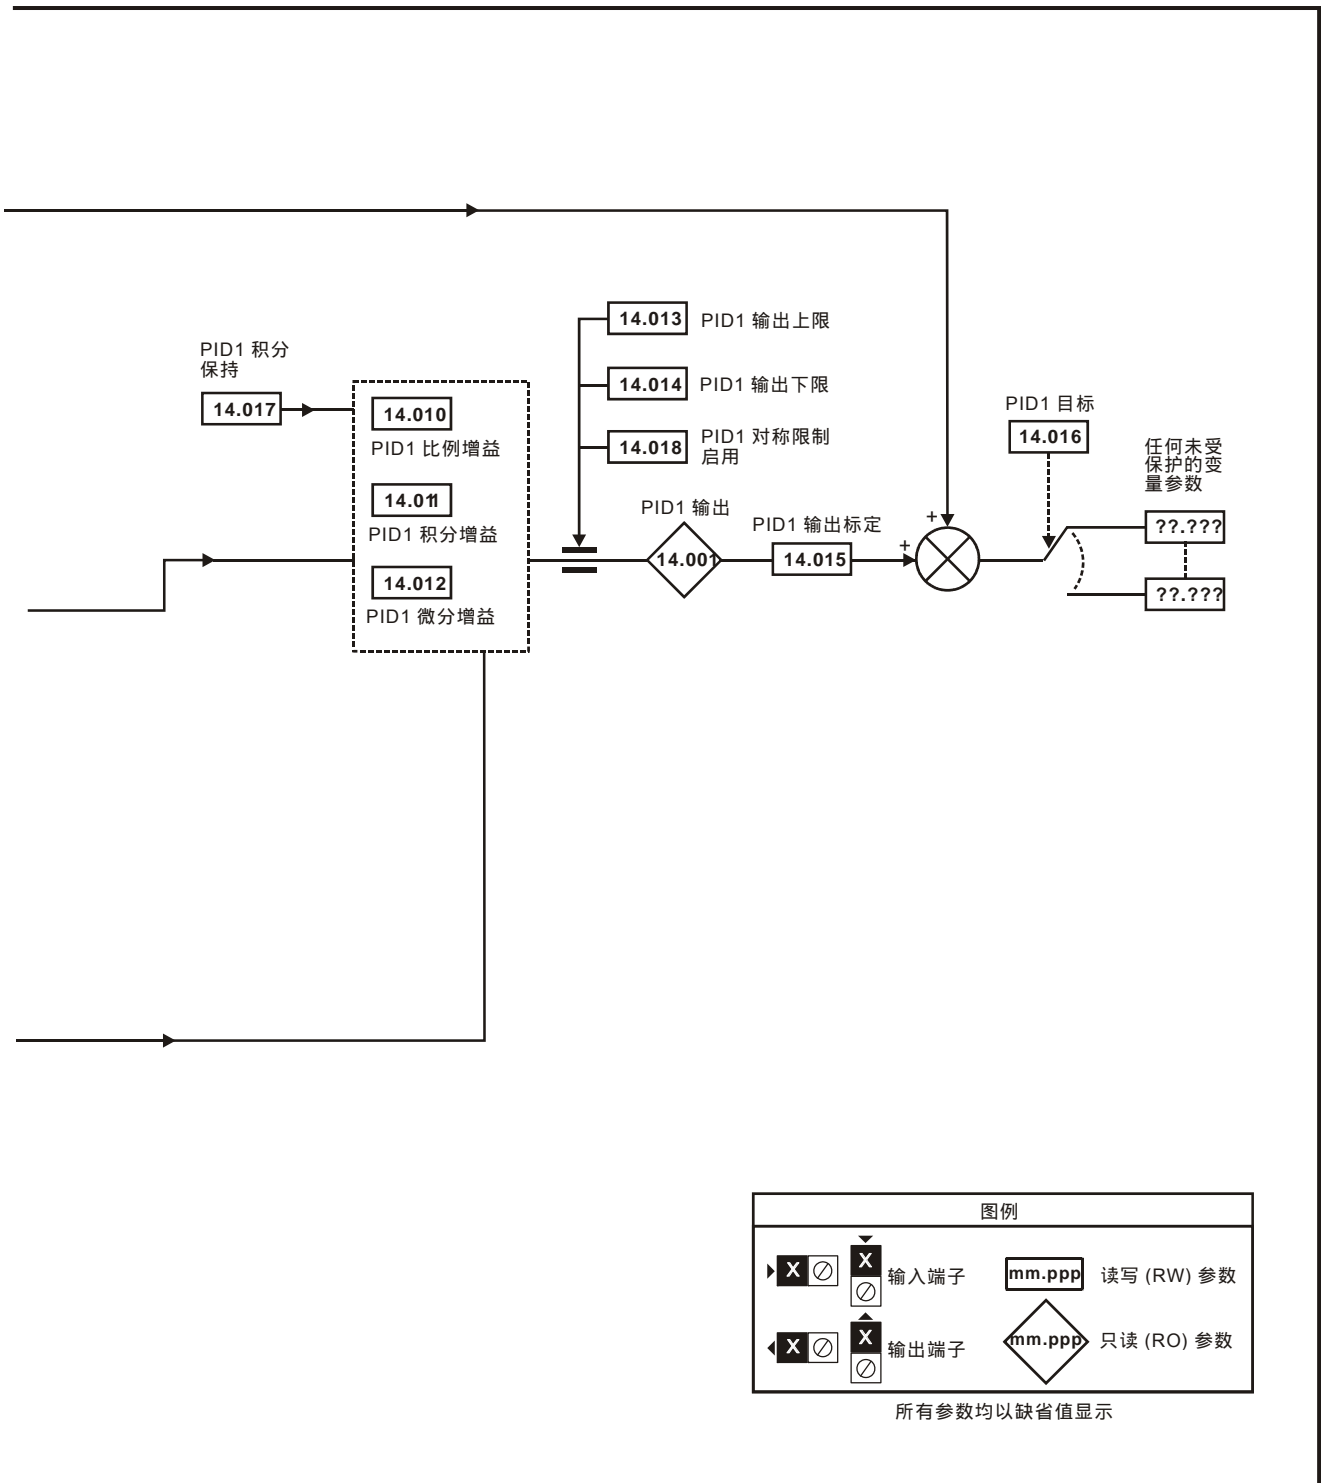 14.013 PID1 输出上限
PID1 积分
保持
14.017
14.014 PID1 输出下限
14.018 PID1 对称限制
启用
14.010
PID1 比例增益
14.011
PID1 积分增益
14.012
PID1 微分增益
PID1 输出
14.001
PID1 输出标定
14.015
+
+
PID1 目标
14.016
任何未受
保护的变
量参数
??.???
??.???
图例
X X 输入端子 mm.ppp 读写 (RW) 参数
X X 输出端子 mm.ppp 只读 (RO) 参数
所有参数均以缺省值显示